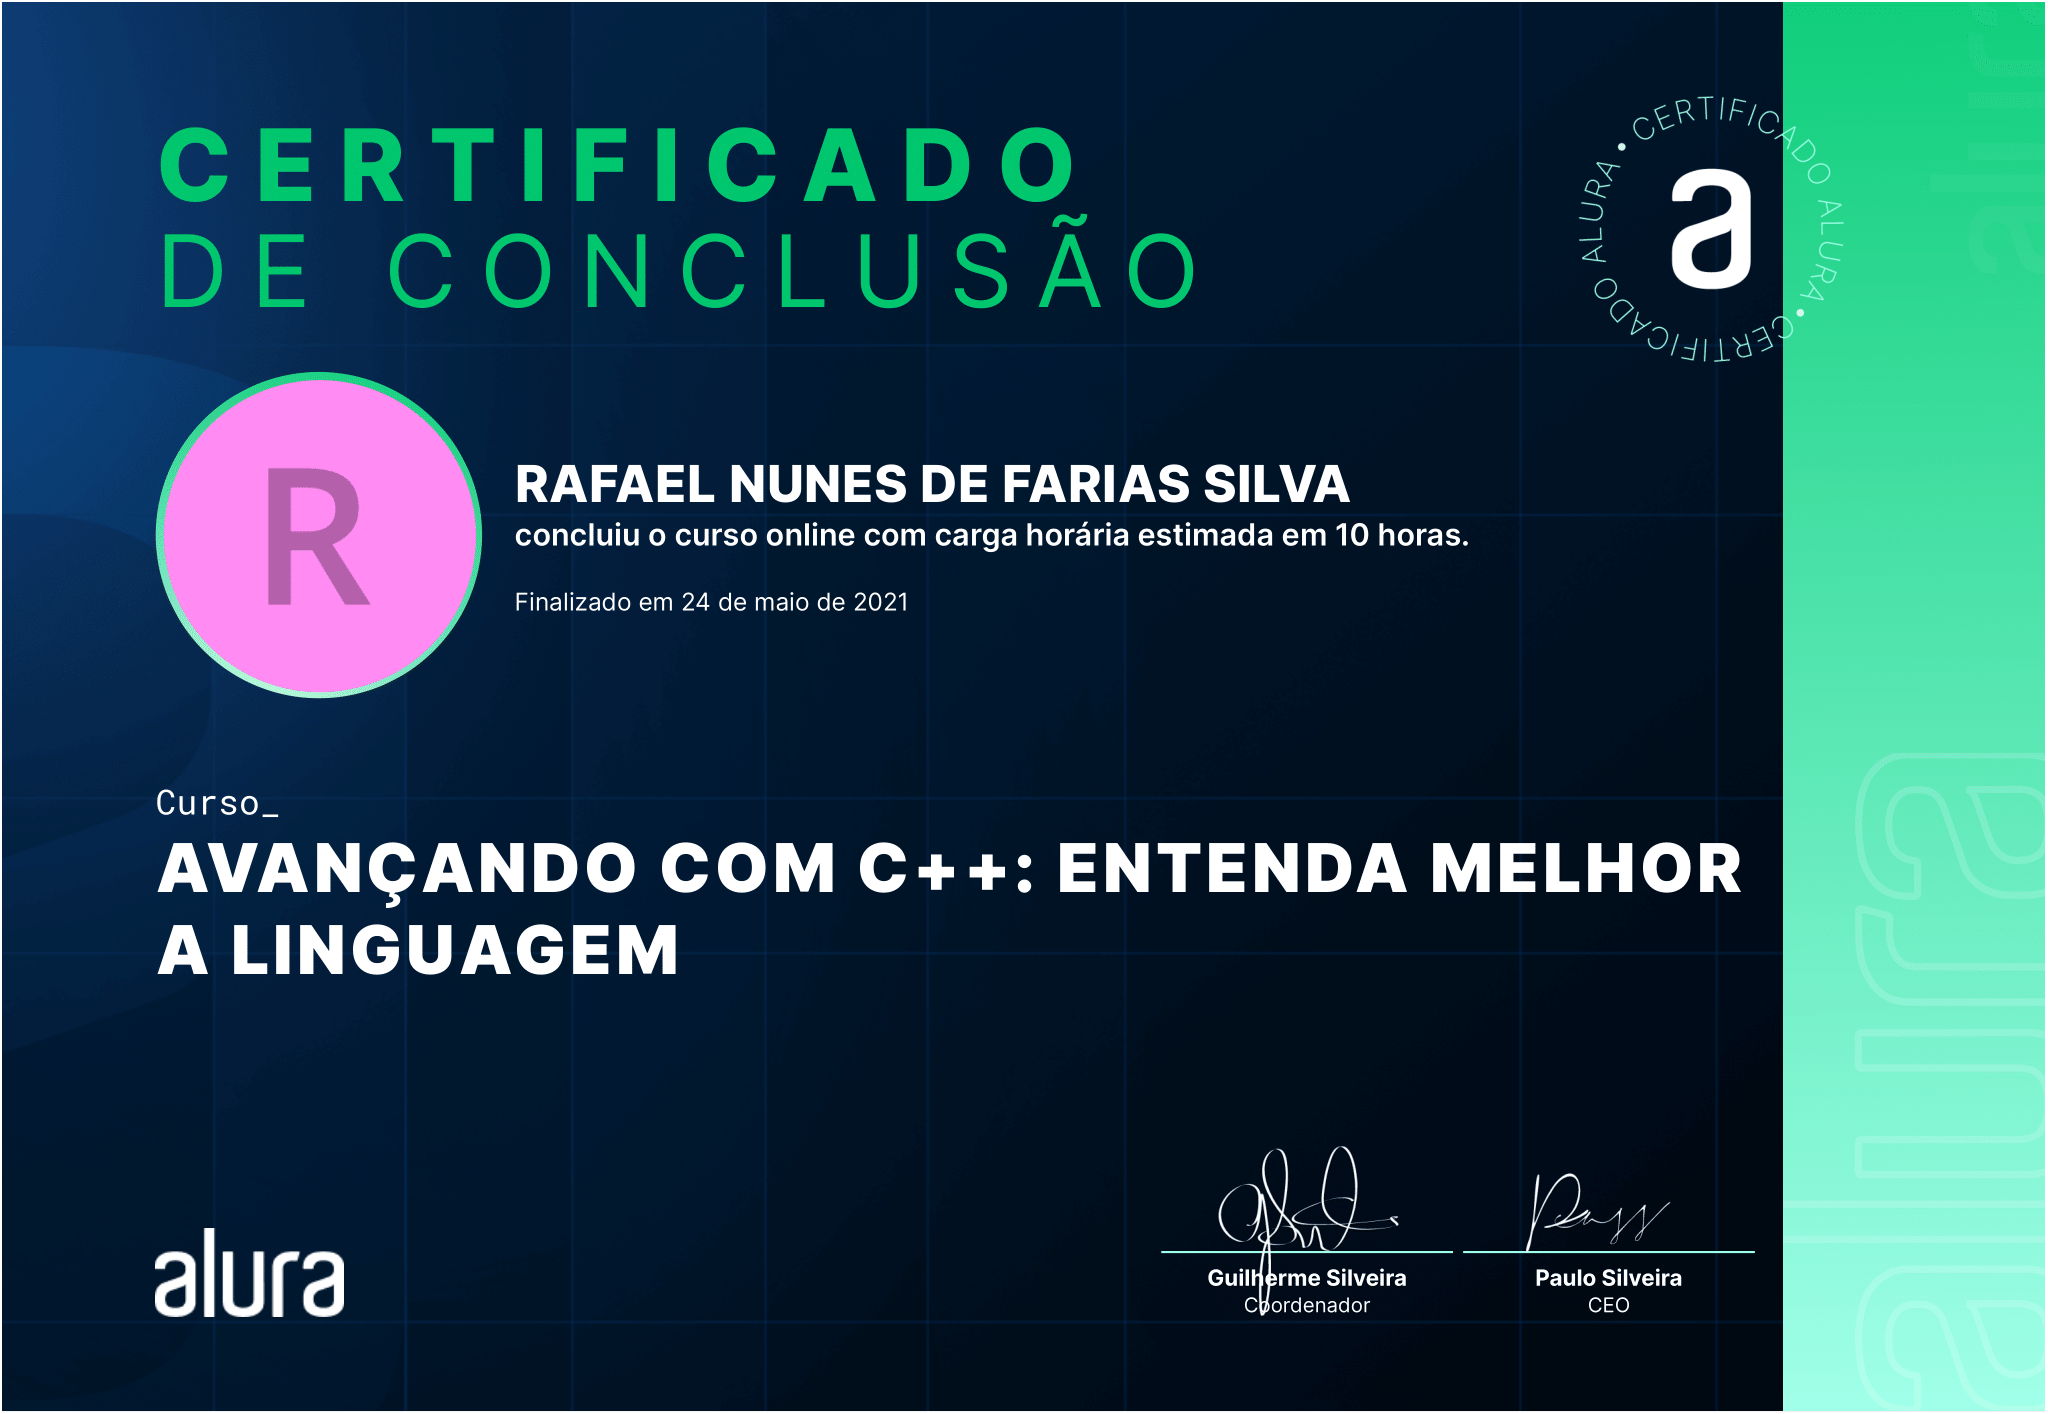 CERTIFICADO
DE CONCLUSÃO
• CERTIFICADO ALURA • CERTIFICADO ALURA
a
R
RAFAEL NUNES DE FARIAS SILVA
concluiu o curso online com carga horária estimada em 10 horas.
Finalizado em 24 de maio de 2021
Curso_
AVANÇANDO COM C++: ENTENDA MELHOR
A LINGUAGEM
alura
Guilherme Silveira
Coordenador
Paulo Silveira
CEO
alura
alura